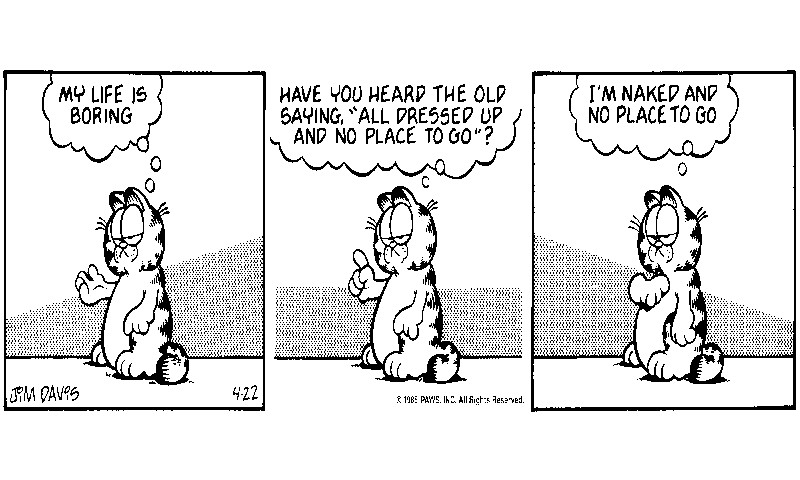 MY LIFE IS
BORING
JIM DAVIS
4-22
HAVE YOU HEARD THE OLD
SAYING, "ALL DRESSED UP
AND NO PLACE TO GO"?
© 1985 PAWS, INC. All Rights Reserved.
I'M NAKED AND
NO PLACE TO GO